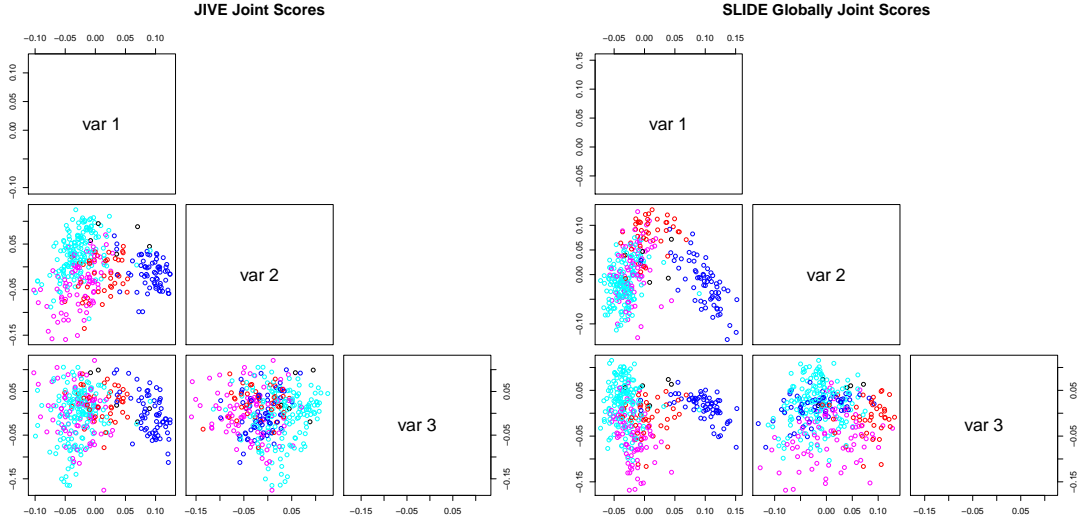 JIVE Joint Scores SLIDE Globally Joint Scores
−0.10 −0.05 0.00 0.05 0.10 −0.05 0.00 0.05 0.10 0.15
−0.10 0.00 0.05 0.10 var 1 −0.05 0.00 0.05 0.10 0.15 var 1
−0.15 −0.05 0.05 var 2 −0.10 0.00 0.05 0.10 var 2
−0.15 −0.05 0.05 var 3 −0.15 −0.05 0.05 −0.15 −0.05 0.05 var 3 −0.15 −0.05 0.05
−0.10 −0.05 0.00 0.05 0.10 −0.15 −0.05 0.05 −0.15 −0.05 0.05 −0.05 0.00 0.05 0.10 0.15 −0.10 0.00 0.05 0.10 −0.15 −0.05 0.05